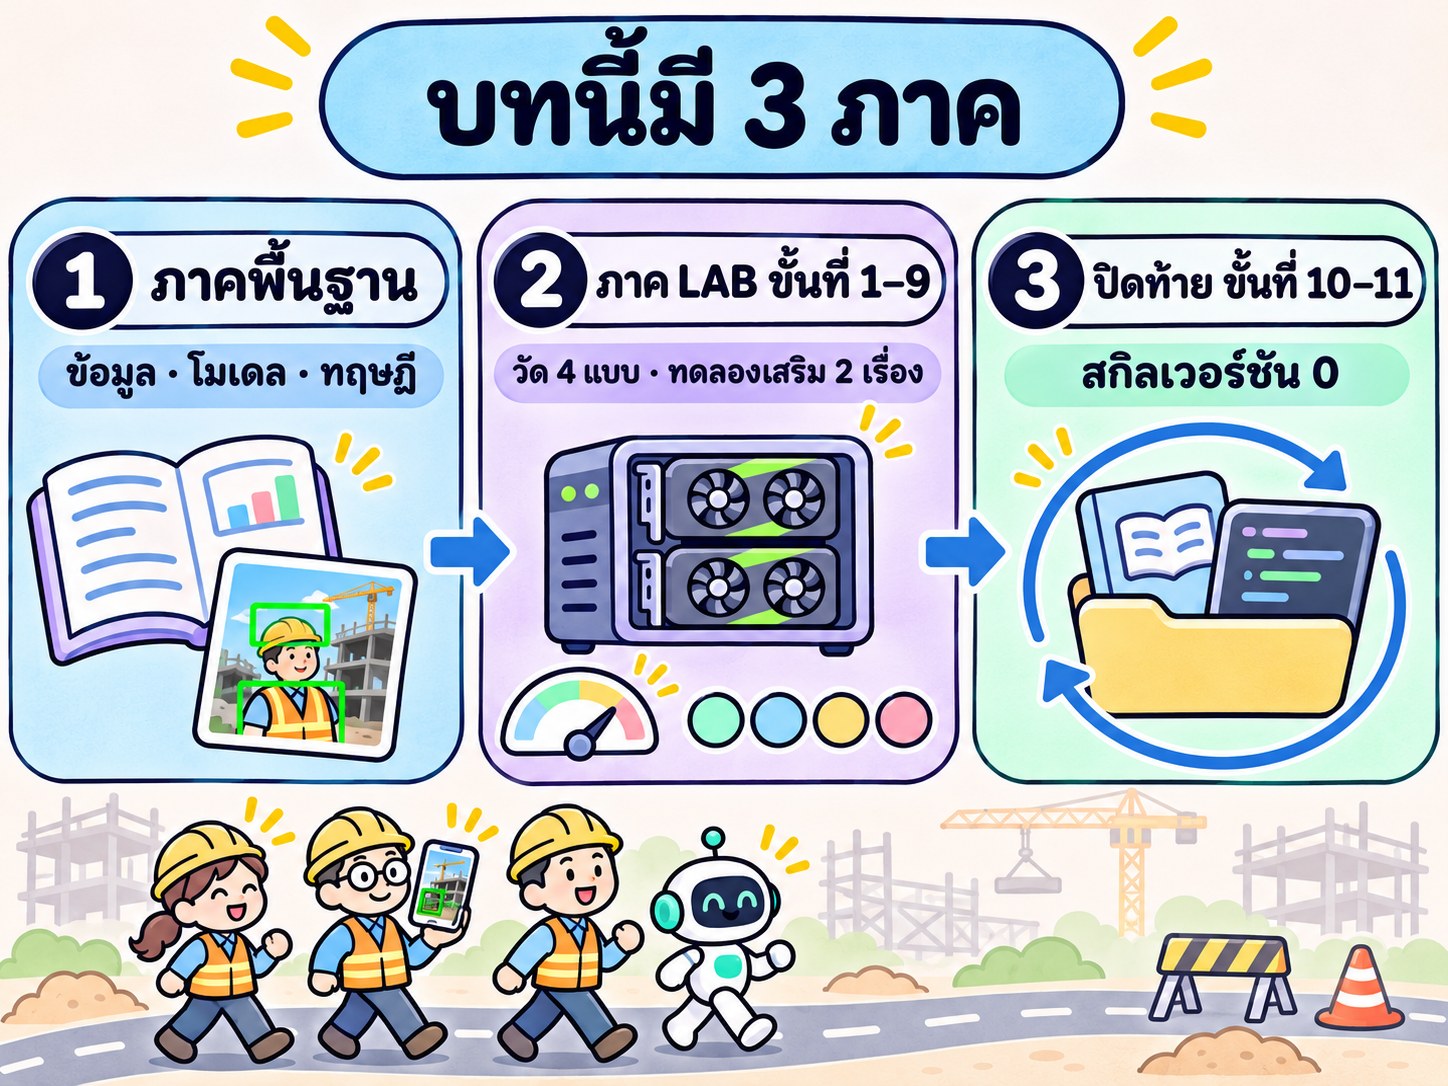 บทนี้มี 3 ภาค
1 ภาคพื้นฐาน
ข้อมูล · โมเดล · ทฤษฎี
2 ภาค LAB ขั้นที่ 1–9
วัด 4 แบบ · ทดลองเสริม 2 เรื่อง
3 ปิดท้าย ขั้นที่ 10–11
สกิลเวอร์ชัน 0